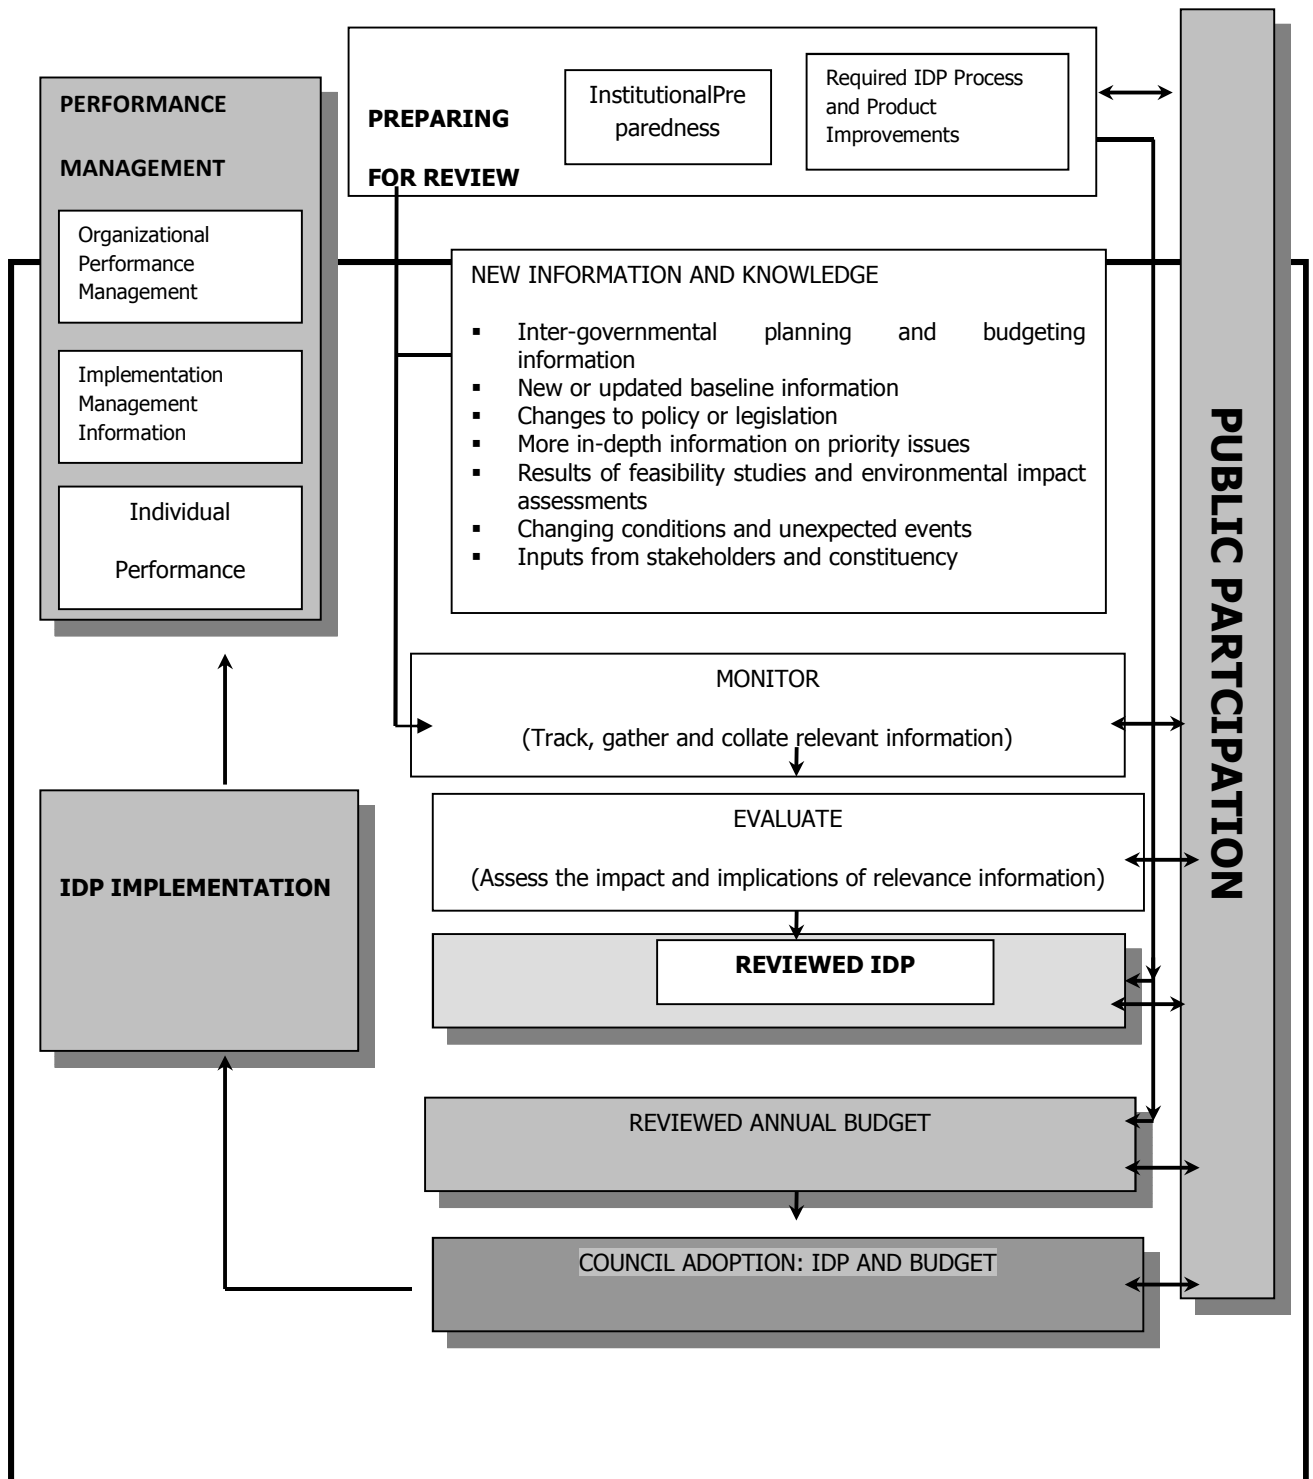 PERFORMANCE
MANAGEMENT
Organizational
Performance
Management
Implementation
Management
Information
Individual
Performance
PREPARING
FOR REVIEW
InstitutionalPre
paredness
Required IDP Process
and Product
Improvements
NEW INFORMATION AND KNOWLEDGE
▪ Inter-governmental planning and budgeting
information
▪ New or updated baseline information
▪ Changes to policy or legislation
▪ More in-depth information on priority issues
▪ Results of feasibility studies and environmental impact
assessments
▪ Changing conditions and unexpected events
▪ Inputs from stakeholders and constituency
MONITOR
(Track, gather and collate relevant information)
EVALUATE
(Assess the impact and implications of relevance information)
IDP IMPLEMENTATION
REVIEWED IDP
REVIEWED ANNUAL BUDGET
COUNCIL ADOPTION: IDP AND BUDGET
PUBLIC PARTCIPATION